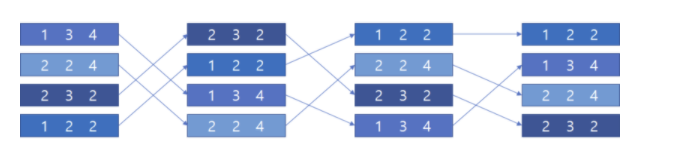 1 3 4 2 3 2 1 2 2 1 2 2
2 2 4 1 2 2 2 2 4 1 3 4
2 3 2 1 3 4 2 3 2 2 2 4
1 2 2 2 2 4 1 3 4 2 3 2